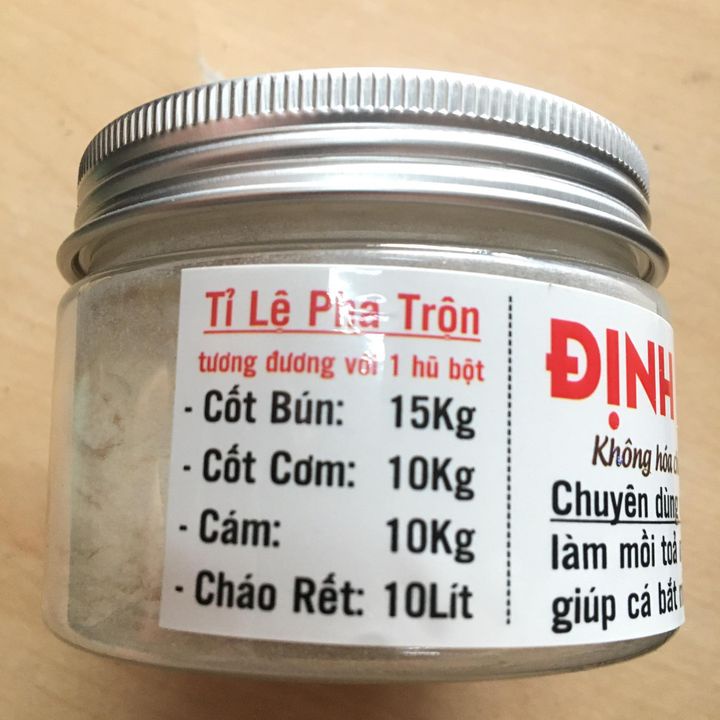 Tỉ Lệ Pha Trộn
tương đương với 1 hũ bột
- Cốt Bún: 15Kg
- Cốt Cơm: 10Kg
- Cám: 10Kg
- Cháo Rết: 10Lít
ĐỊNH
Không hóa
Chuyên dùng
làm mồi toả
giúp cá bắt